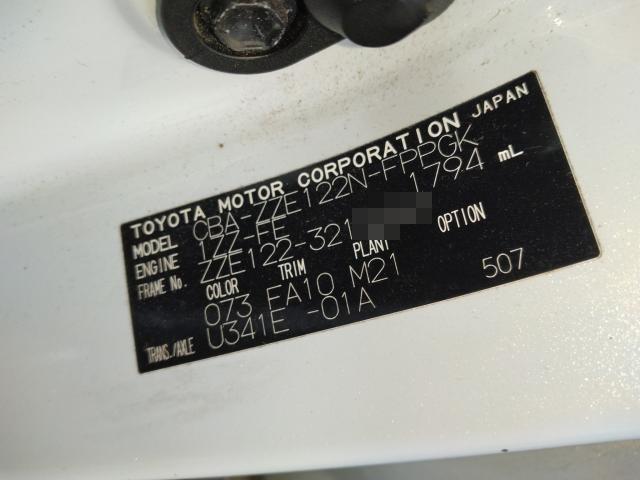 TOYOTA MOTOR CORPORATION JAPAN
MODEL CBA-ZZE122N-FPPGK
ENGINE 1ZZ-FE 1794 mL
FRAME No. ZZE122-321
COLOR TRIM PLANT OPTION
073 FA10 M21 507
TRANS./AXLE U341E -01A